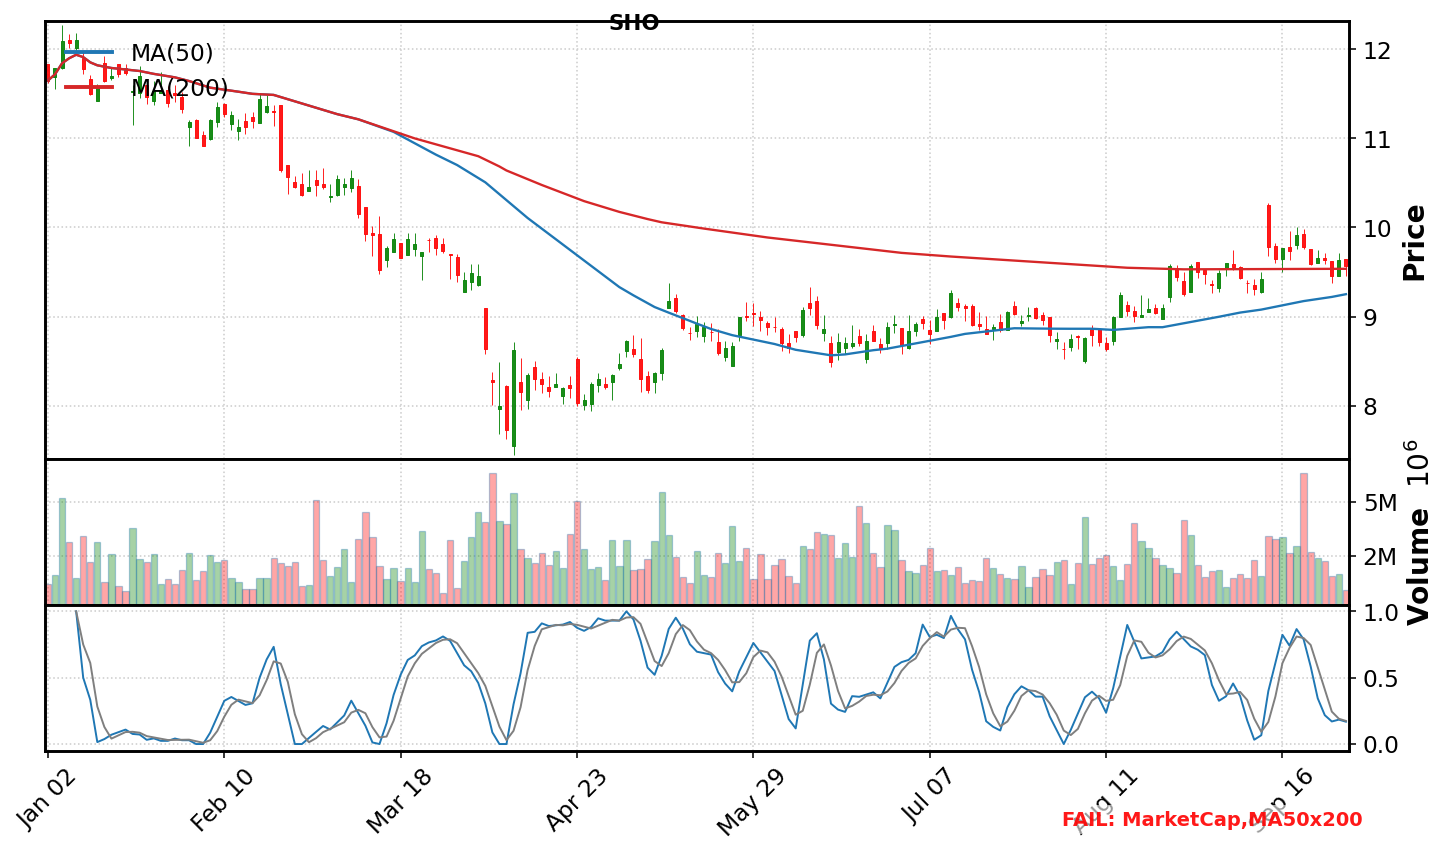 SHO
MA(50)
MA(200)
12
11
10
9
8
Price
10^6
5M
2M
Volume
1.0
0.5
0.0
Jan 02
Feb 10
Mar 18
Apr 23
May 29
Jul 07
Aug 11
Sep 16
FAIL: MarketCap,MA50x200